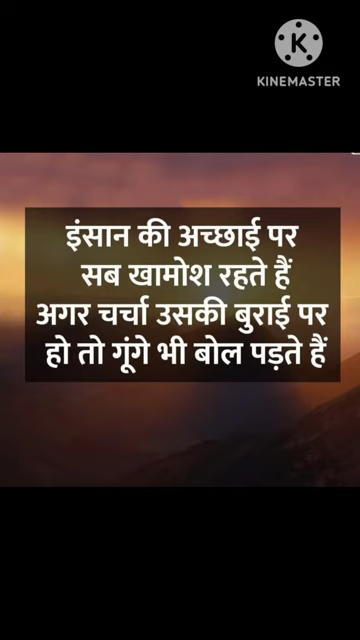 KINEMASTER
इंसान की अच्छाई पर
सब खामोश रहते हैं
अगर चर्चा उसकी बुराई पर
हो तो गूंगे भी बोल पड़ते हैं